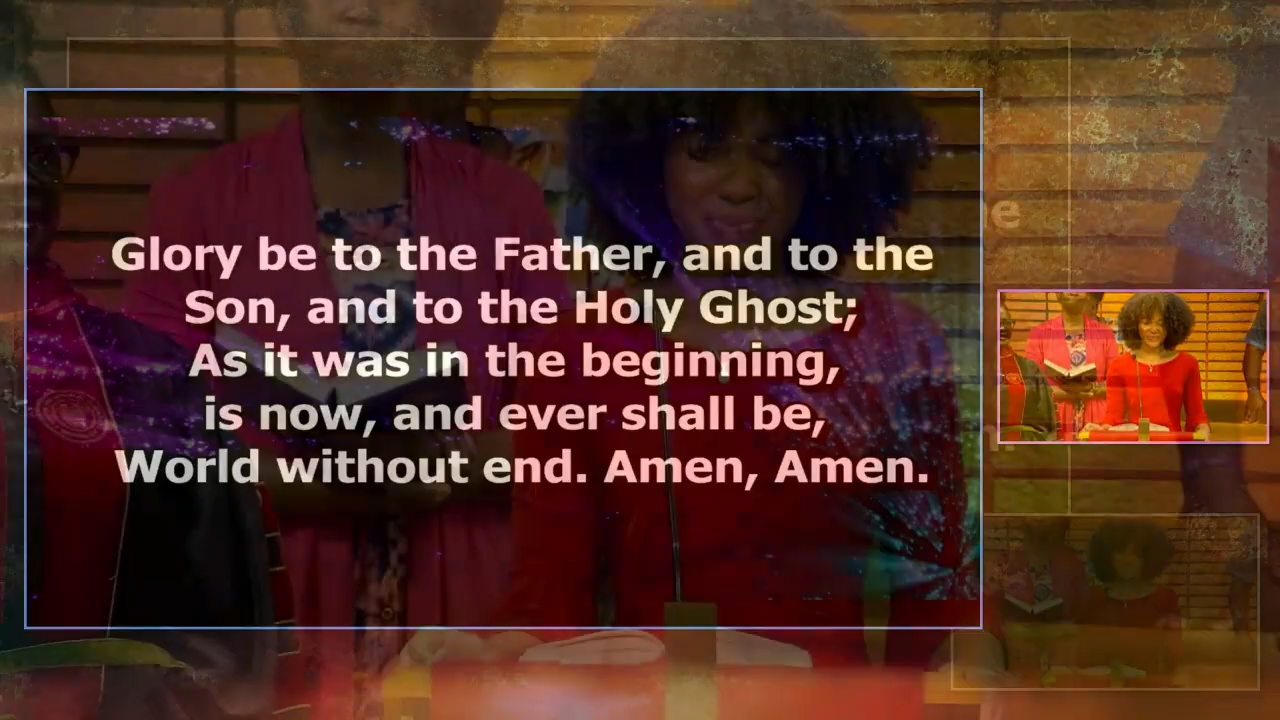 Glory be to the Father, and to the
Son, and to the Holy Ghost;
As it was in the beginning,
is now, and ever shall be,
World without end. Amen, Amen.